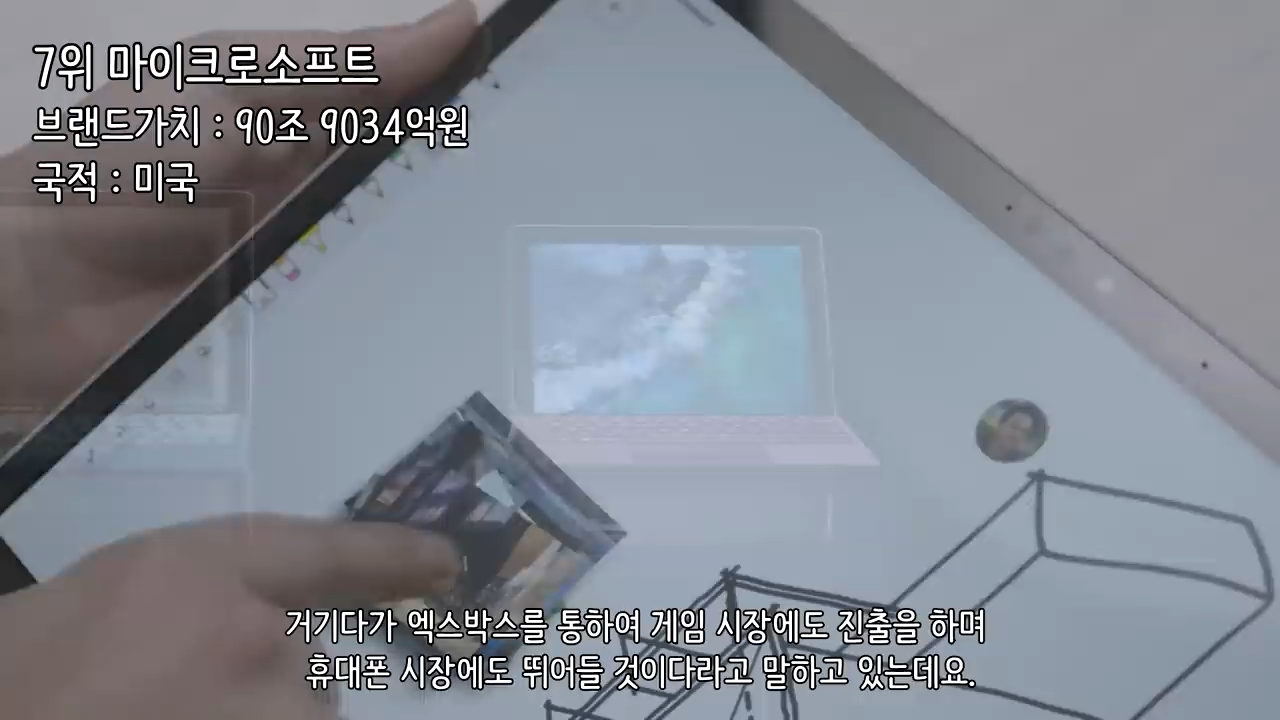 7위 마이크로소프트
브랜드가치 : 90조 9034억원
국적 : 미국
거기다가 엑스박스를 통하여 게임 시장에도 진출을 하며
휴대폰 시장에도 뛰어들 것이다라고 말하고 있는데요.